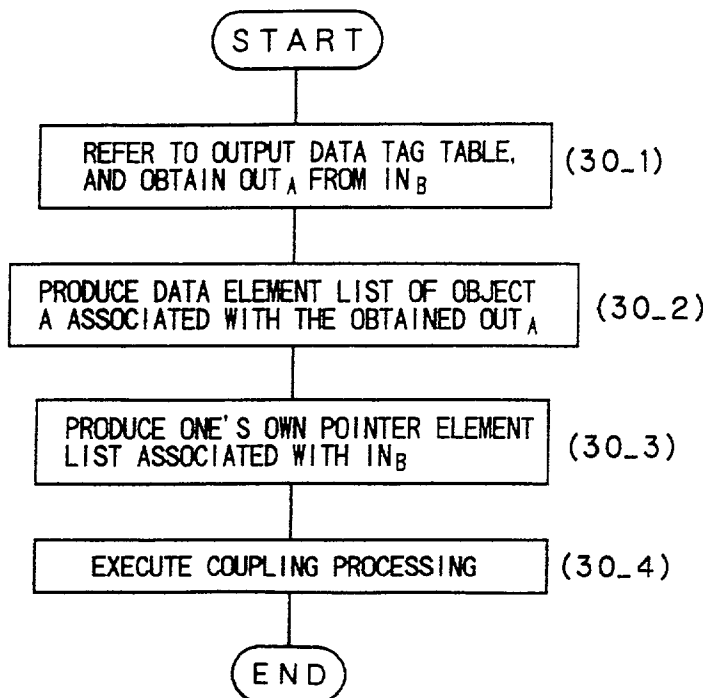 START
REFER TO OUTPUT DATA TAG TABLE,
AND OBTAIN OUT_A FROM IN_B
(30_1)
PRODUCE DATA ELEMENT LIST OF OBJECT
A ASSOCIATED WITH THE OBTAINED OUT_A
(30_2)
PRODUCE ONE'S OWN POINTER ELEMENT
LIST ASSOCIATED WITH IN_B
(30_3)
EXECUTE COUPLING PROCESSING
(30_4)
END